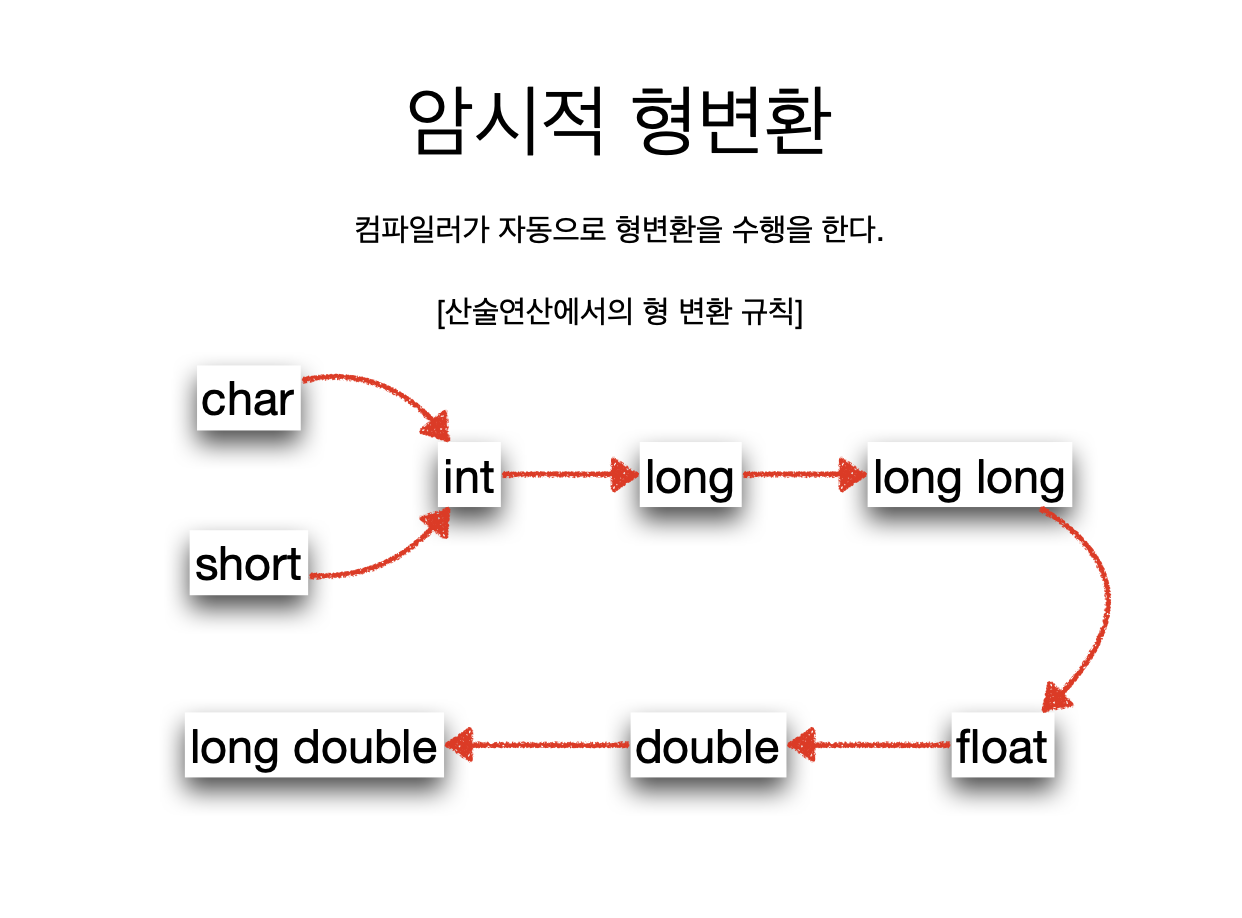 암시적 형변환
컴파일러가 자동으로 형변환을 수행을 한다.
[산술연산에서의 형 변환 규칙]
char
int
long
long long
short
long double
double
float